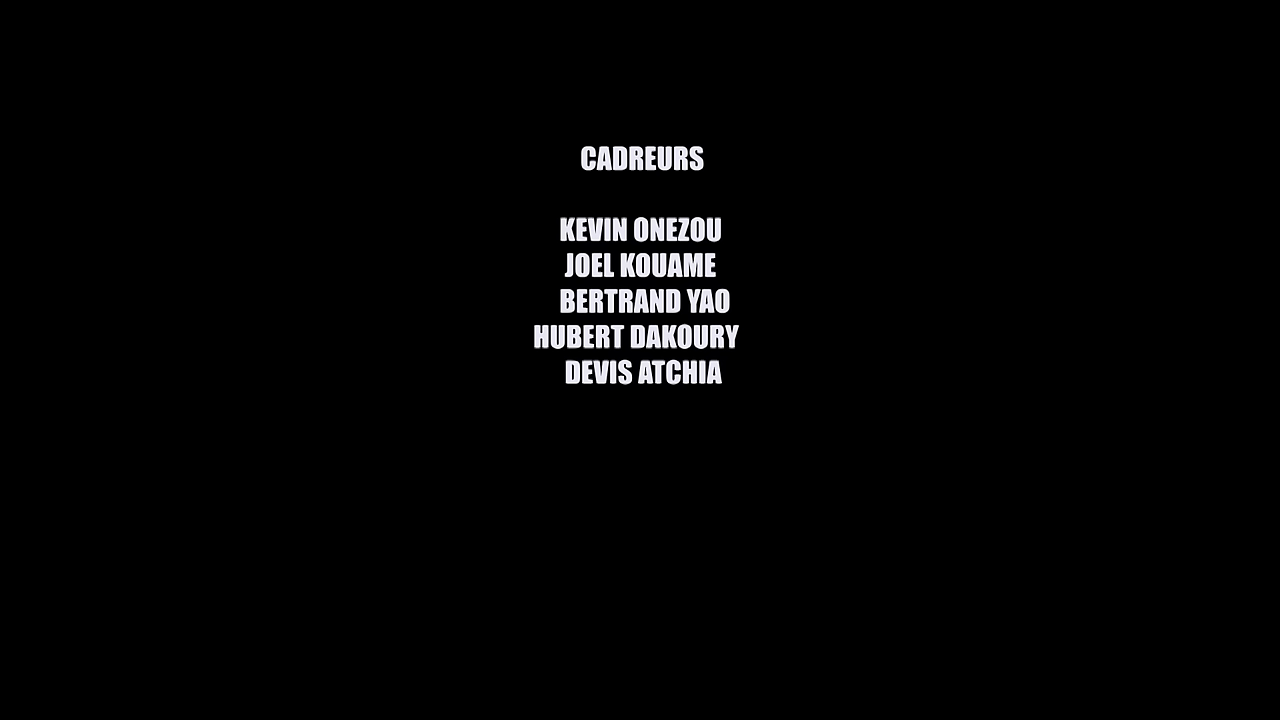 CADREURS
KEVIN ONEZOU
JOEL KOUAME
BERTRAND YAO
HUBERT DAKOURY
DEVIS ATCHIA